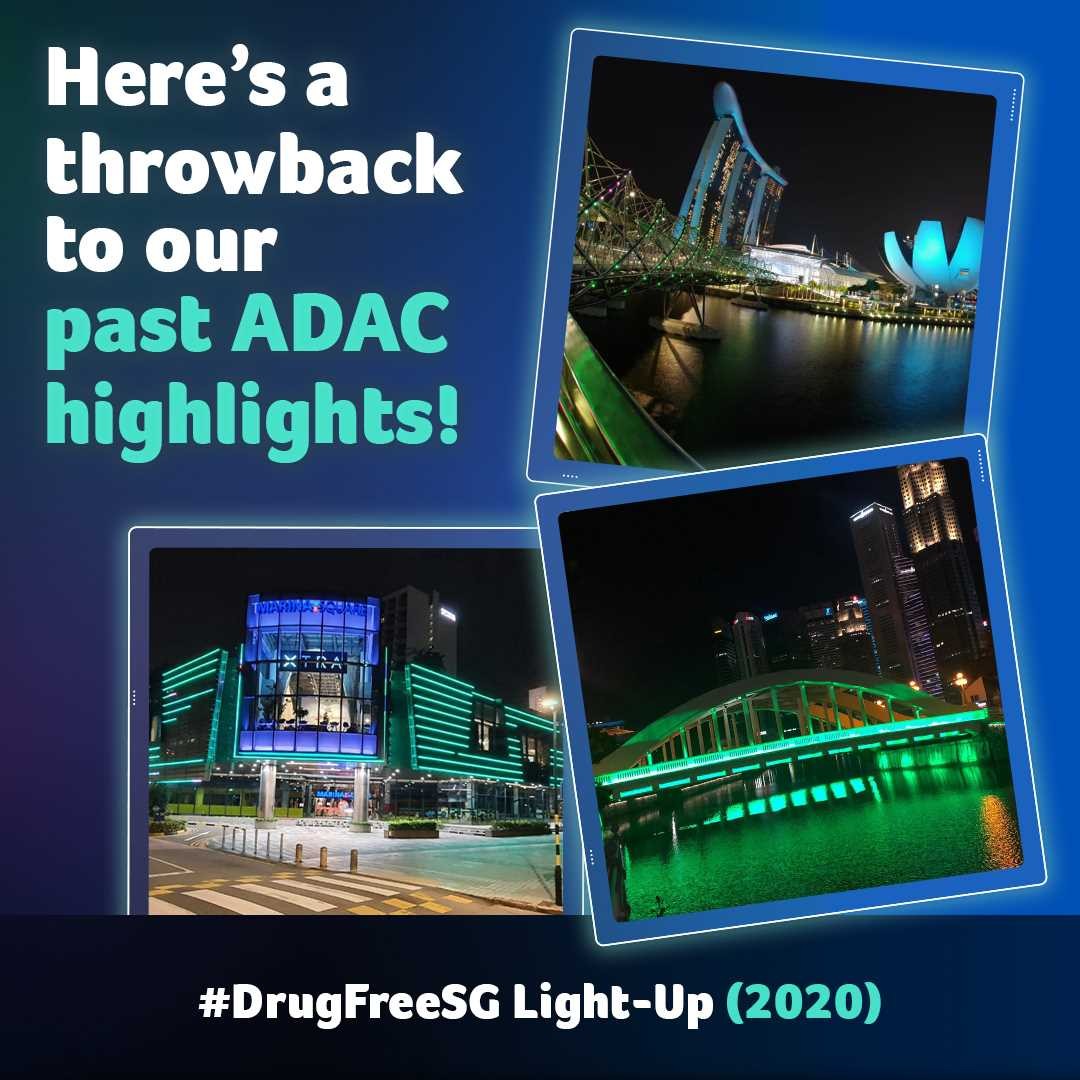 Here's a
throwback
to our
past ADAC
highlights!
MARINA SQUARE
XTRA
#DrugFreeSG Light-Up (2020)